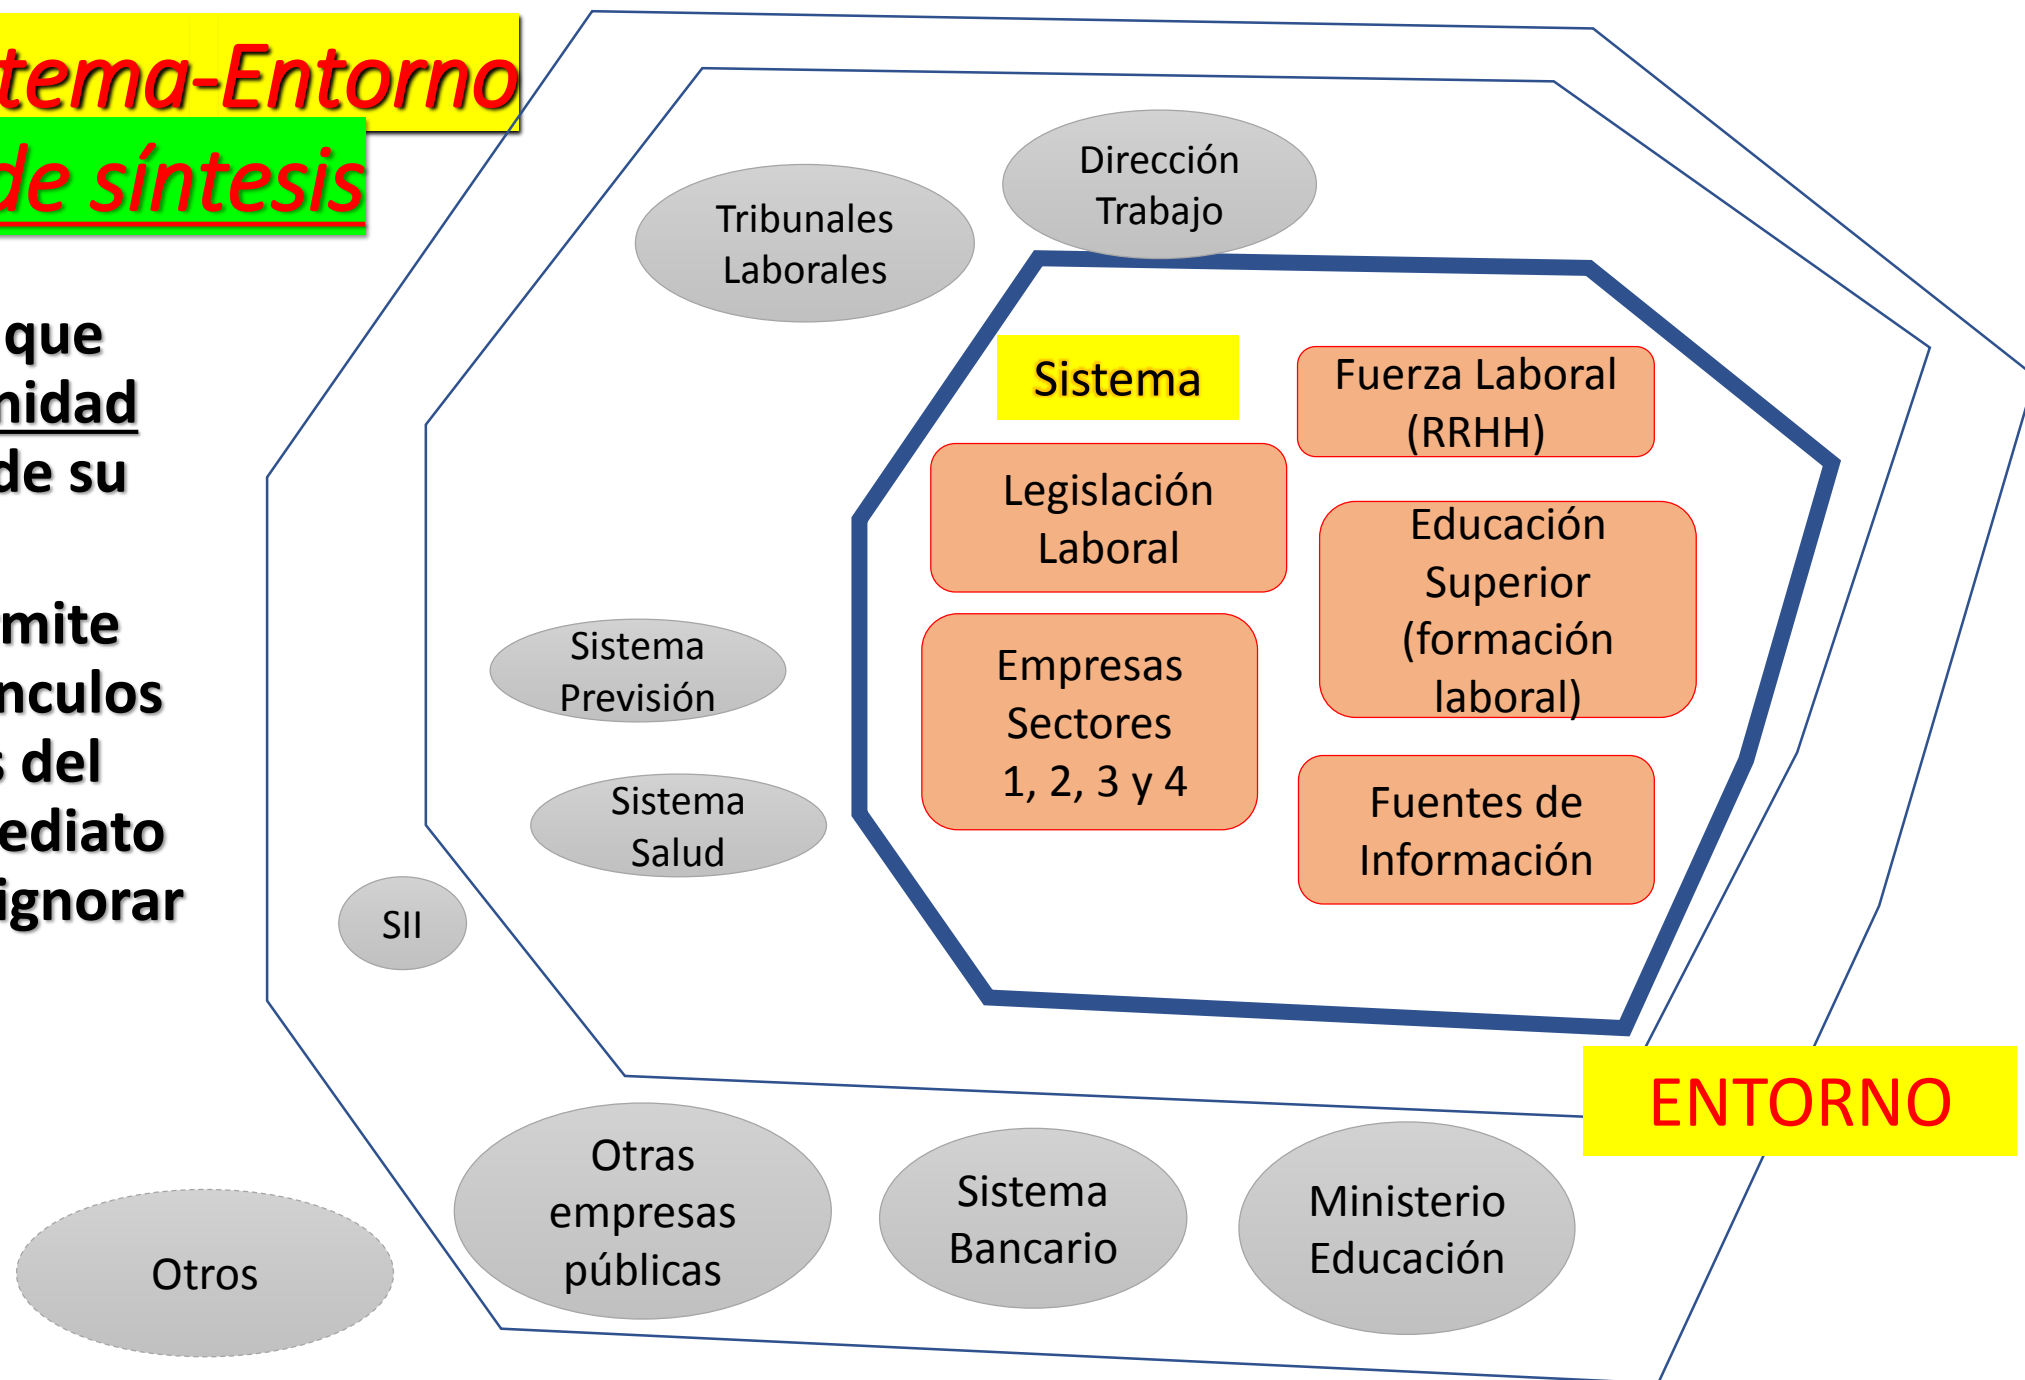 tema-Entorno
de síntesis
que
nidad
de su
mite
nculos
s del
ediato
ignorar
Dirección
Trabajo
Tribunales
Laborales
Sistema
Fuerza Laboral
(RRHH)
Legislación
Laboral
Educación
Superior
(formación
laboral)
Empresas
Sectores
1, 2, 3 y 4
Fuentes de
Información
Sistema
Previsión
Sistema
Salud
SII
ENTORNO
Otras
empresas
públicas
Sistema
Bancario
Ministerio
Educación
Otros